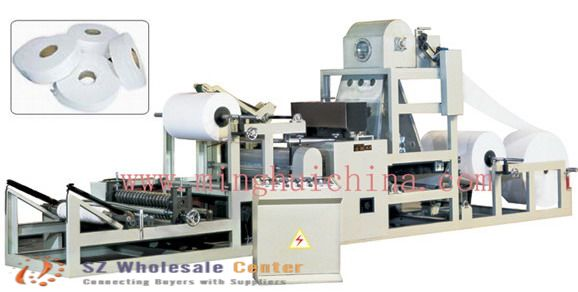 www.minghuichina.com
SZ Wholesale Center
Connecting Buyers with Suppliers